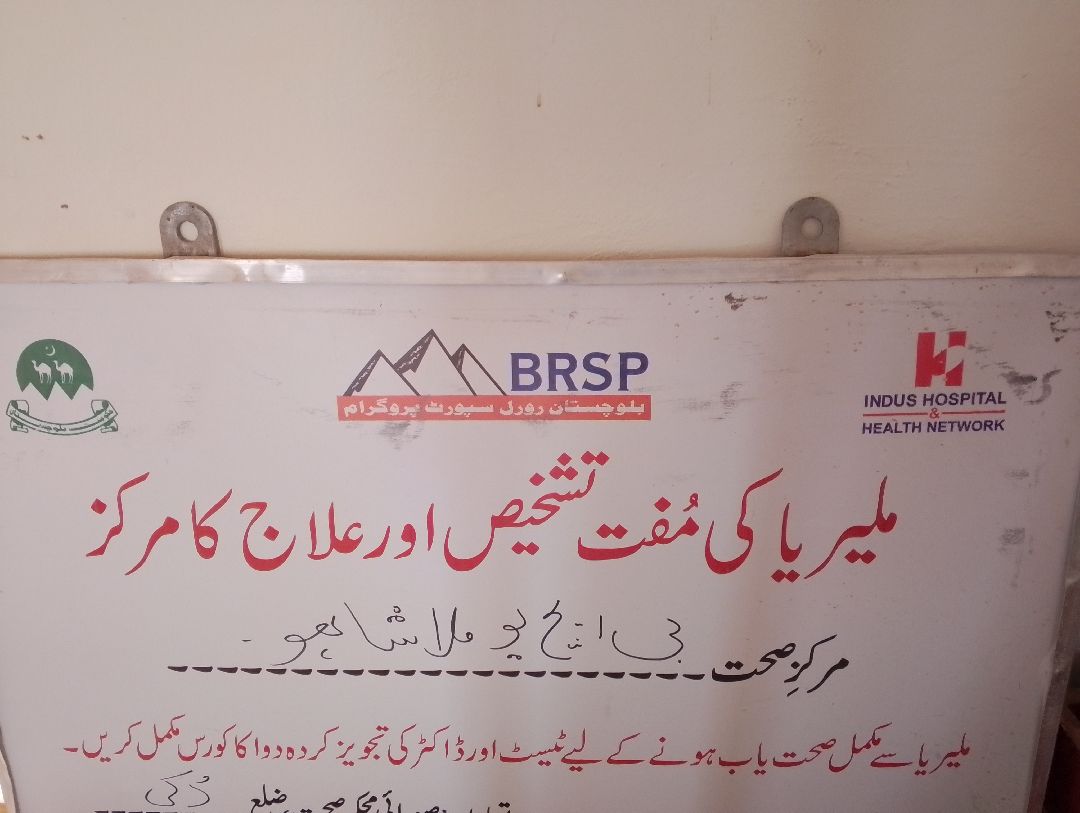 BRSP
بلوچستان رورل سپورٹ پروگرام
INDUS HOSPITAL
&
HEALTH NETWORK
ملیریا کی مُفت تشخیص اور علاج کا مرکز
مرکزِ صحت بی ایچ یو ملا شاہو
ملیریا سے مکمل صحت یاب ہونے کے لیے ٹیسٹ اور ڈاکٹر کی تجویز کردہ دوا کا کورس مکمل کریں۔
ضلع دُکی